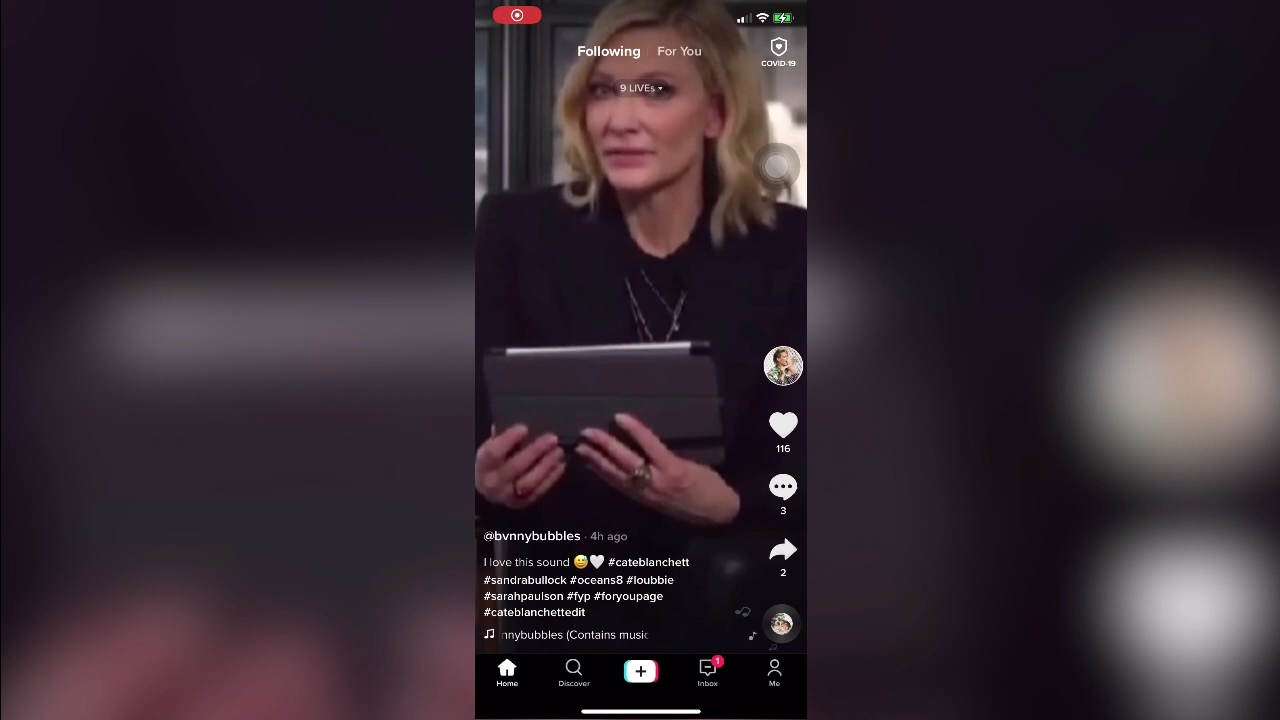 Following For You
COVID-19
9 LIVEs
116
3
@bvnnybubbles · 4h ago
I love this sound 😅🤍 #cateblanchett
#sandrabullock #oceans8 #loubbie
2
#sarahpaulson #fyp #foryoupage
#cateblanchettedit
nnybubbles (Contains music
1
Home Discover Inbox Me